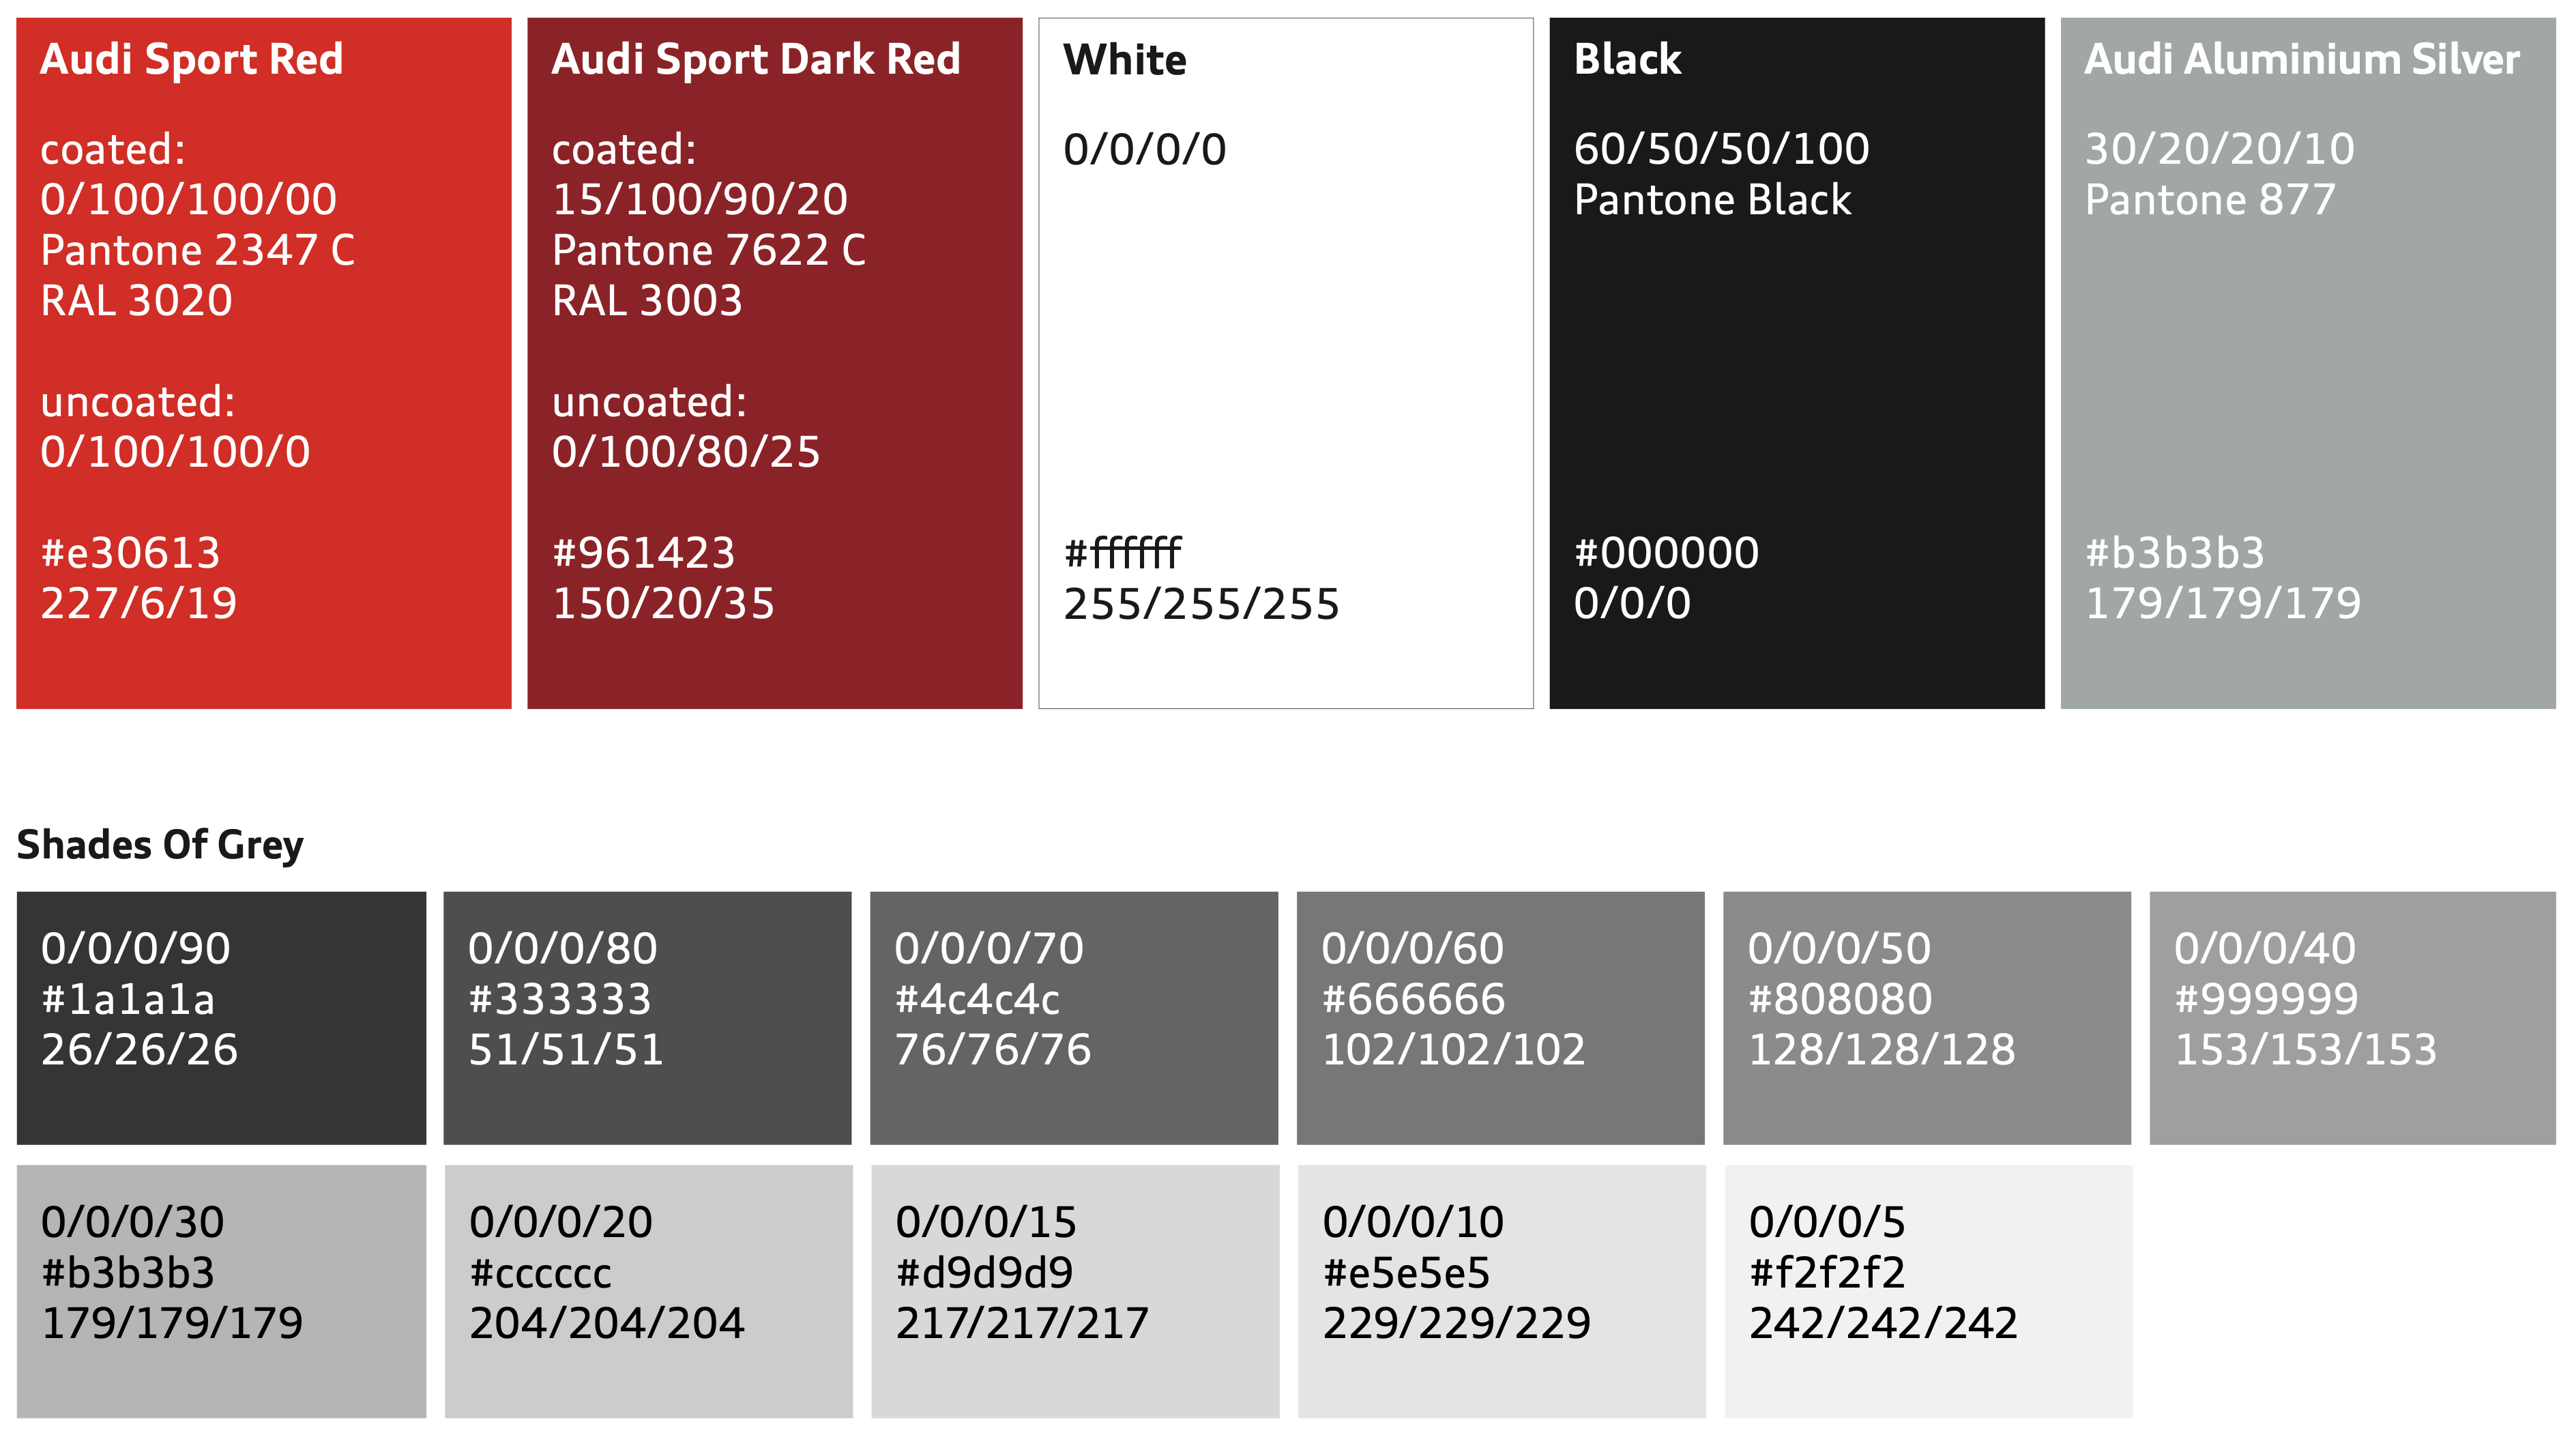 Audi Sport Red
coated:
0/100/100/00
Pantone 2347 C
RAL 3020
uncoated:
0/100/100/0
#e30613
227/6/19
Audi Sport Dark Red
coated:
15/100/90/20
Pantone 7622 C
RAL 3003
uncoated:
0/100/80/25
#961423
150/20/35
White
0/0/0/0
#ffffff
255/255/255
Black
60/50/50/100
Pantone Black
#000000
0/0/0
Audi Aluminium Silver
30/20/20/10
Pantone 877
#b3b3b3
179/179/179
Shades Of Grey
0/0/0/90
#1a1a1a
26/26/26
0/0/0/80
#333333
51/51/51
0/0/0/70
#4c4c4c
76/76/76
0/0/0/60
#666666
102/102/102
0/0/0/50
#808080
128/128/128
0/0/0/40
#999999
153/153/153
0/0/0/30
#b3b3b3
179/179/179
0/0/0/20
#cccccc
204/204/204
0/0/0/15
#d9d9d9
217/217/217
0/0/0/10
#e5e5e5
229/229/229
0/0/0/5
#f2f2f2
242/242/242